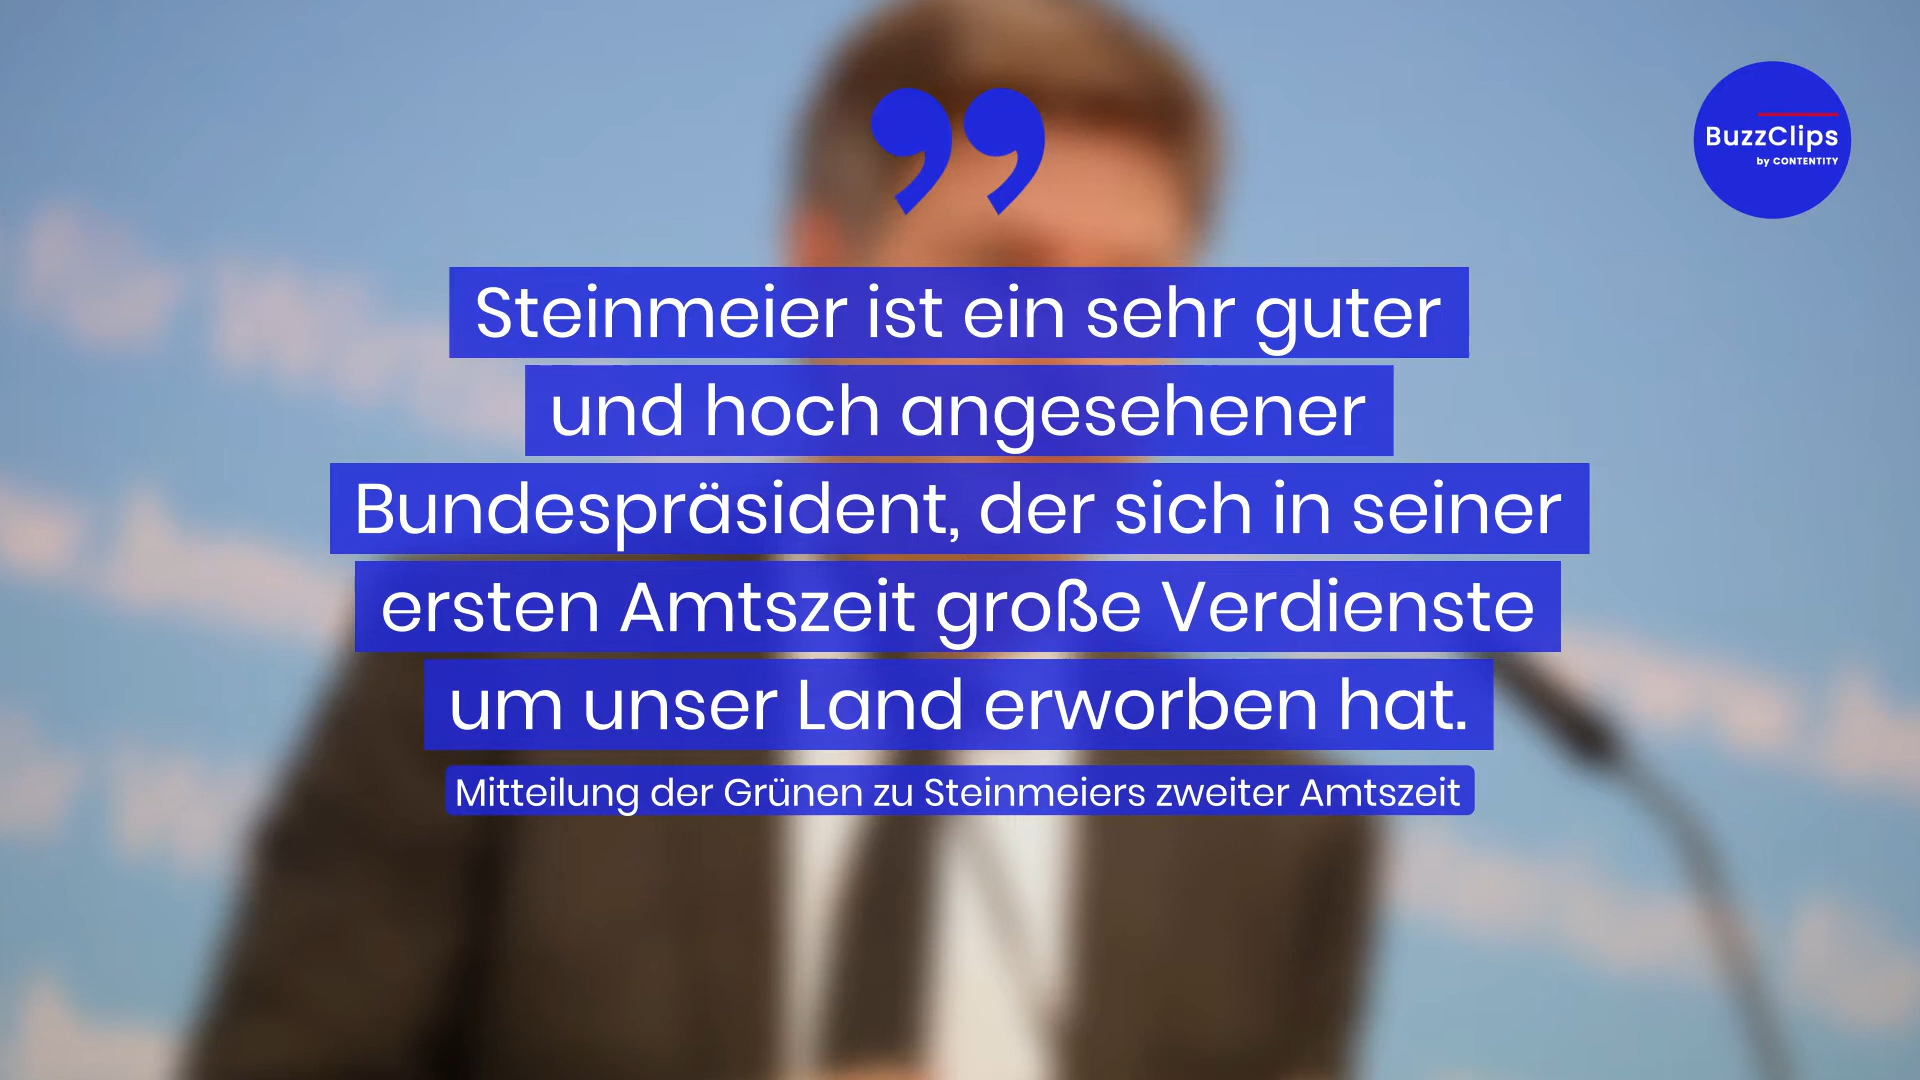 ”
BuzzClips
by CONTENTITY
Steinmeier ist ein sehr guter
und hoch angesehener
Bundespräsident, der sich in seiner
ersten Amtszeit große Verdienste
um unser Land erworben hat.
Mitteilung der Grünen zu Steinmeiers zweiter Amtszeit